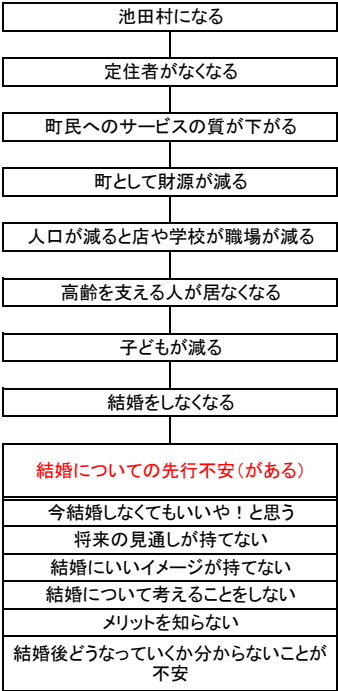 池田村になる
定住者がなくなる
町民へのサービスの質が下がる
町として財源が減る
人口が減ると店や学校が職場が減る
高齢を支える人が居なくなる
子どもが減る
結婚をしなくなる
結婚についての先行不安(がある)
今結婚しなくてもいいや！と思う
将来の見通しが持てない
結婚にいいイメージが持てない
結婚について考えることをしない
メリットを知らない
結婚後どうなっていくか分からないことが
不安